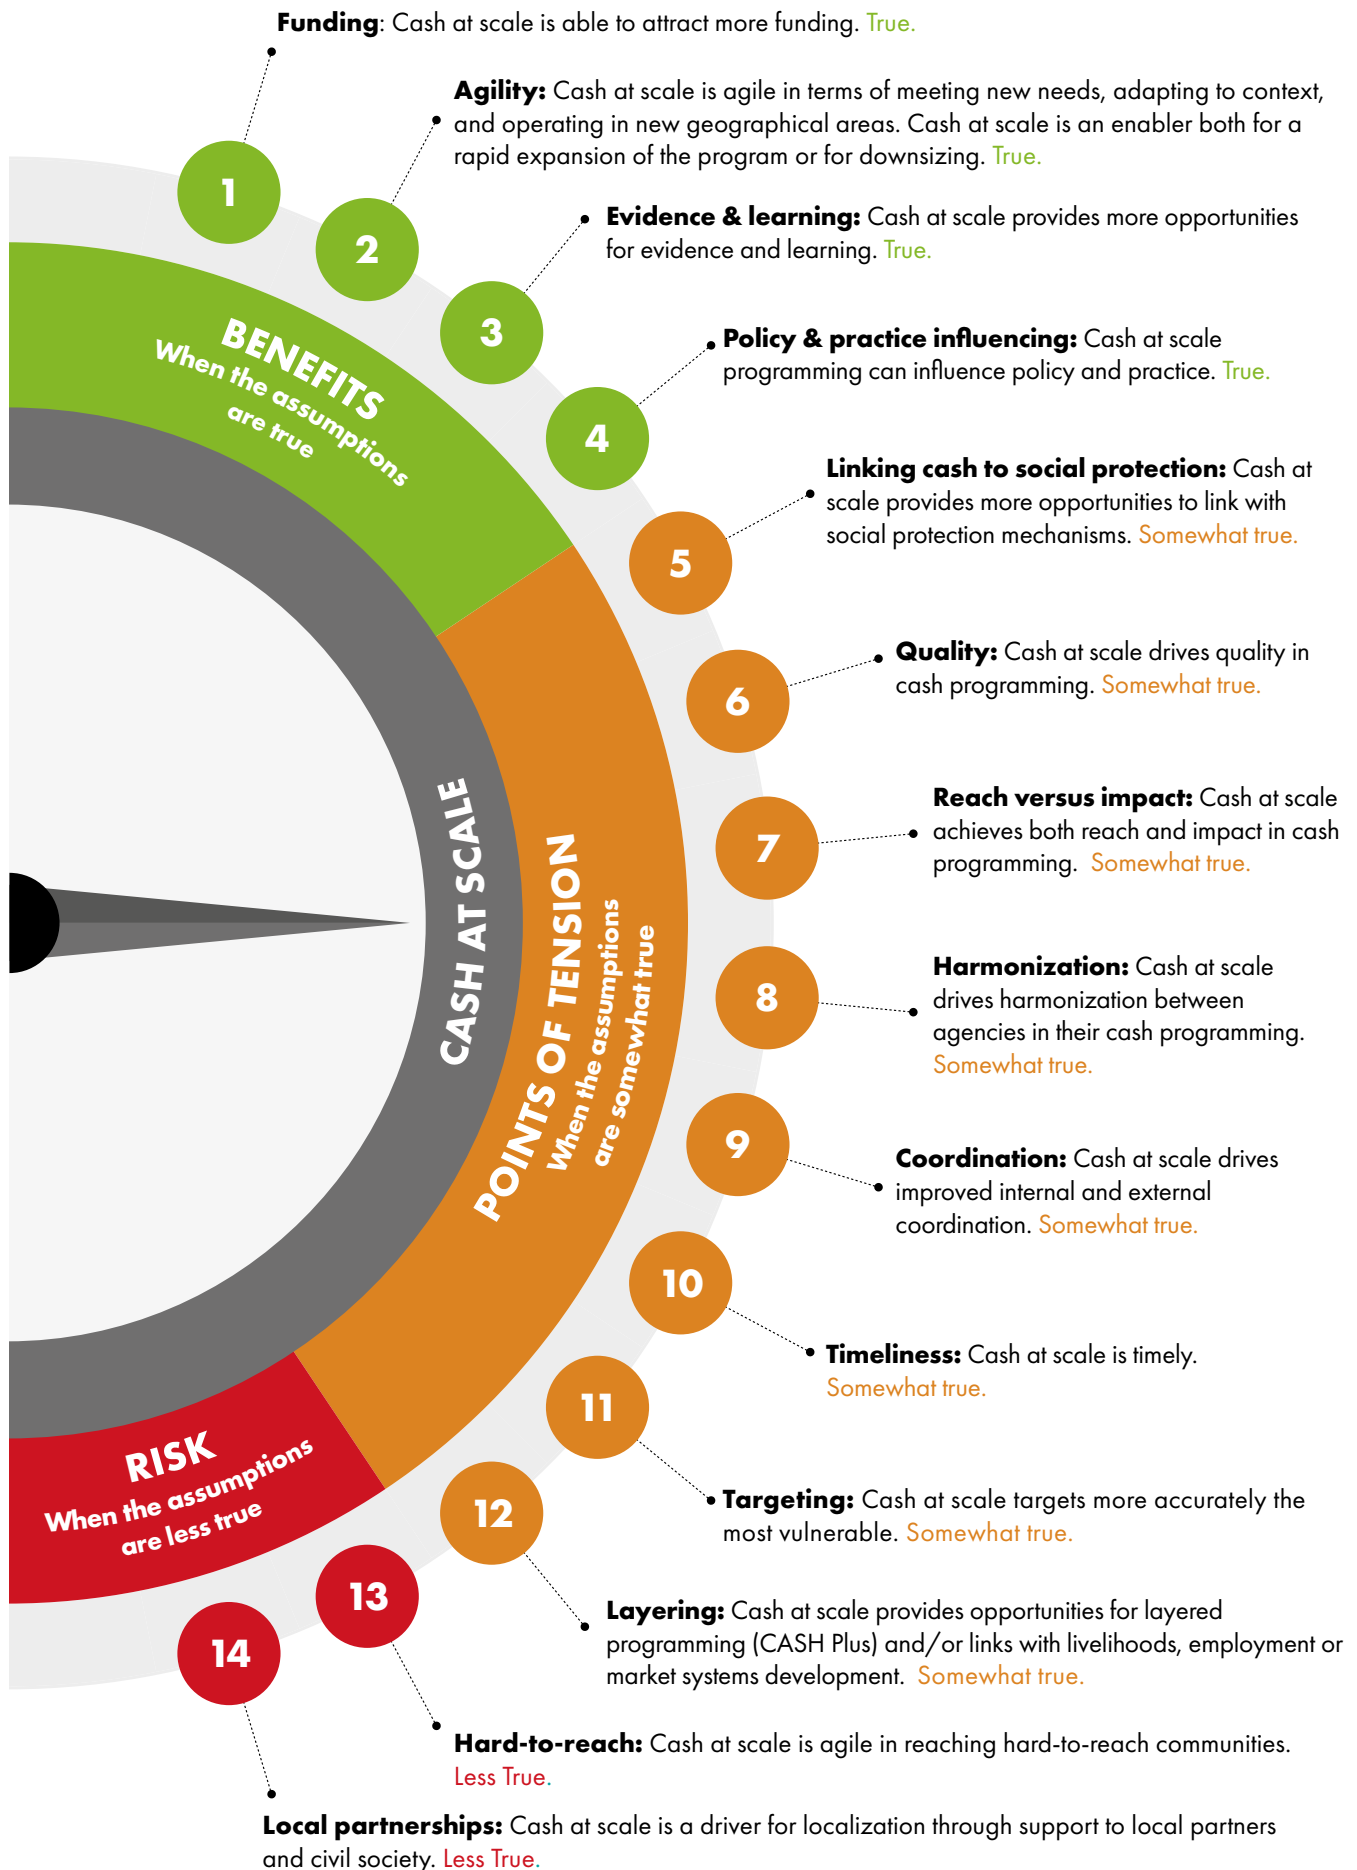 Funding: Cash at scale is able to attract more funding. True.
Agility: Cash at scale is agile in terms of meeting new needs, adapting to context,
and operating in new geographical areas. Cash at scale is an enabler both for a
rapid expansion of the program or for downsizing. True.
1
2
Evidence & learning: Cash at scale provides more opportunities
for evidence and learning. True.
3
BENEFITS
When the assumptions
are true
Policy & practice influencing: Cash at scale
programming can influence policy and practice. True.
4
Linking cash to social protection: Cash at
scale provides more opportunities to link with
social protection mechanisms. Somewhat true.
5
Quality: Cash at scale drives quality in
cash programming. Somewhat true.
6
Reach versus impact: Cash at scale
achieves both reach and impact in cash
programming. Somewhat true.
7
CASH AT SCALE
POINTS OF TENSION
When the assumptions
are somewhat true
Harmonization: Cash at scale
drives harmonization between
agencies in their cash programming.
Somewhat true.
8
Coordination: Cash at scale drives
improved internal and external
coordination. Somewhat true.
9
10
Timeliness: Cash at scale is timely.
Somewhat true.
11
RISK
When the assumptions
are less true
Targeting: Cash at scale targets more accurately the
most vulnerable. Somewhat true.
12
Layering: Cash at scale provides opportunities for layered
programming (CASH Plus) and/or links with livelihoods, employment or
market systems development. Somewhat true.
13
14
Hard-to-reach: Cash at scale is agile in reaching hard-to-reach communities.
Less True.
Local partnerships: Cash at scale is a driver for localization through support to local partners
and civil society. Less True.